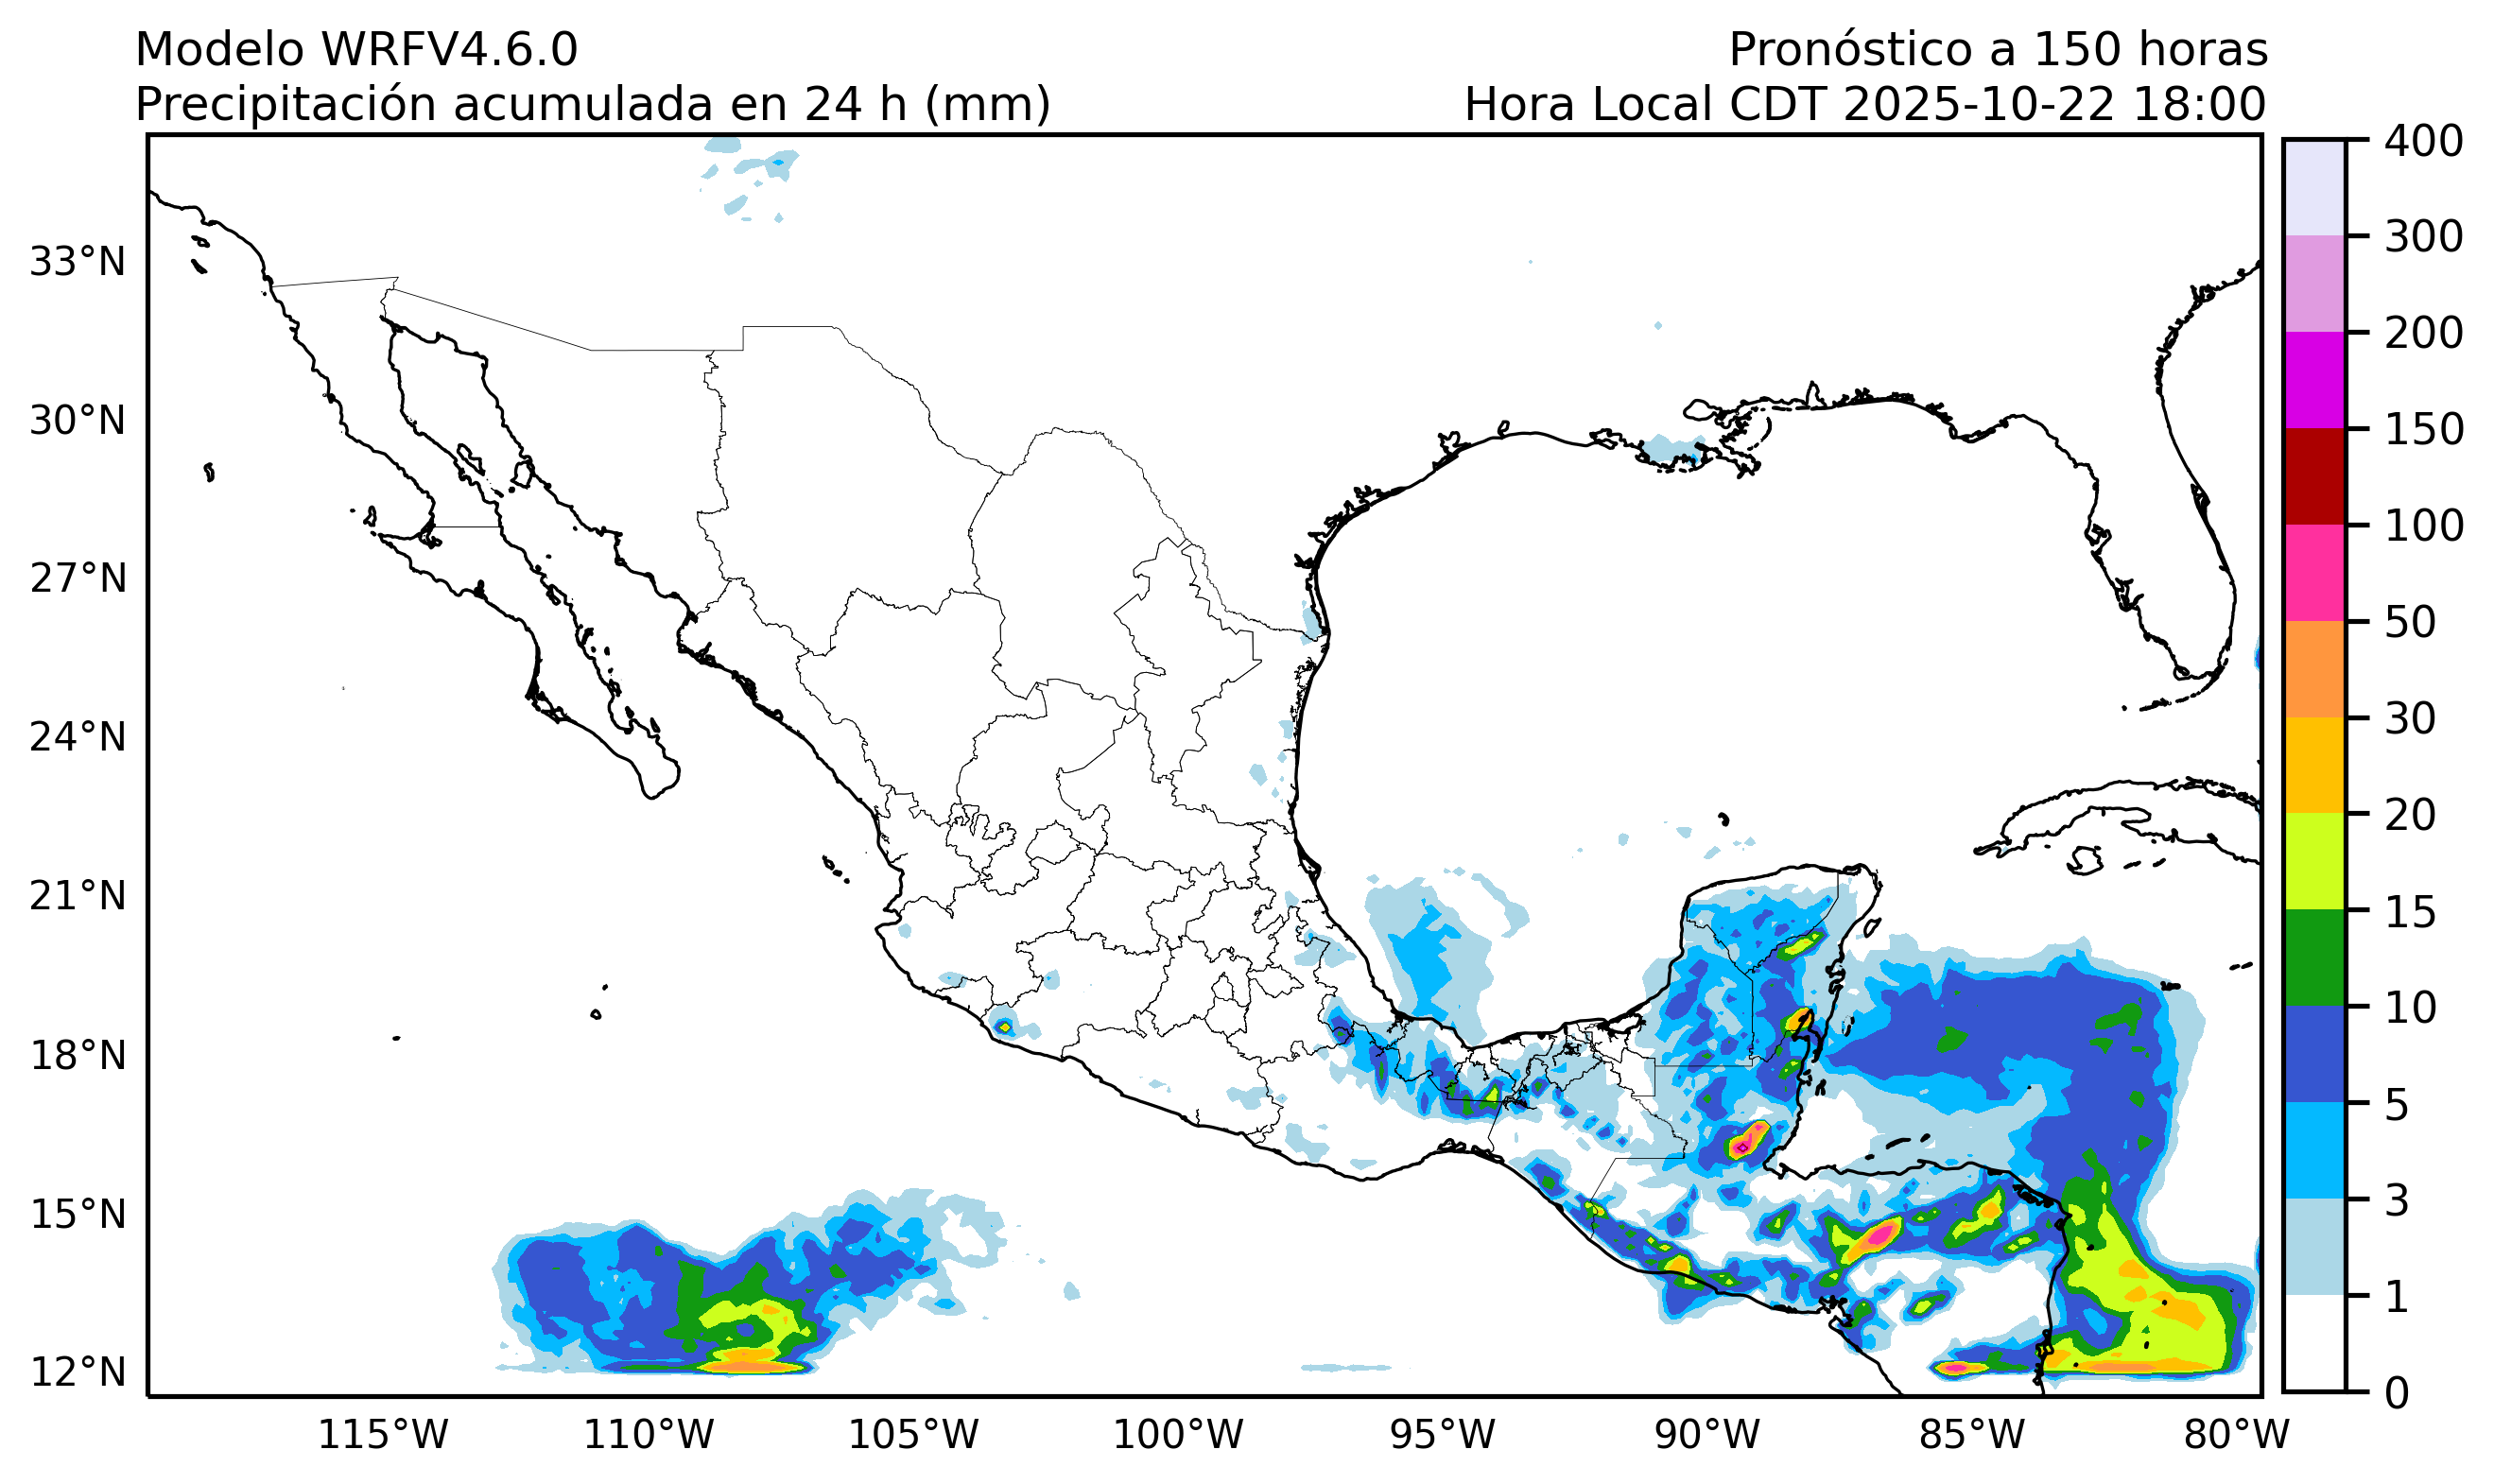 Modelo WRFV4.6.0
Pronóstico a 150 horas
Precipitación acumulada en 24 h (mm)
Hora Local CDT 2025-10-22 18:00
33°N
30°N
27°N
24°N
21°N
18°N
15°N
12°N
115°W
110°W
105°W
100°W
95°W
90°W
85°W
80°W
400
300
200
150
100
50
30
20
15
10
5
3
1
0